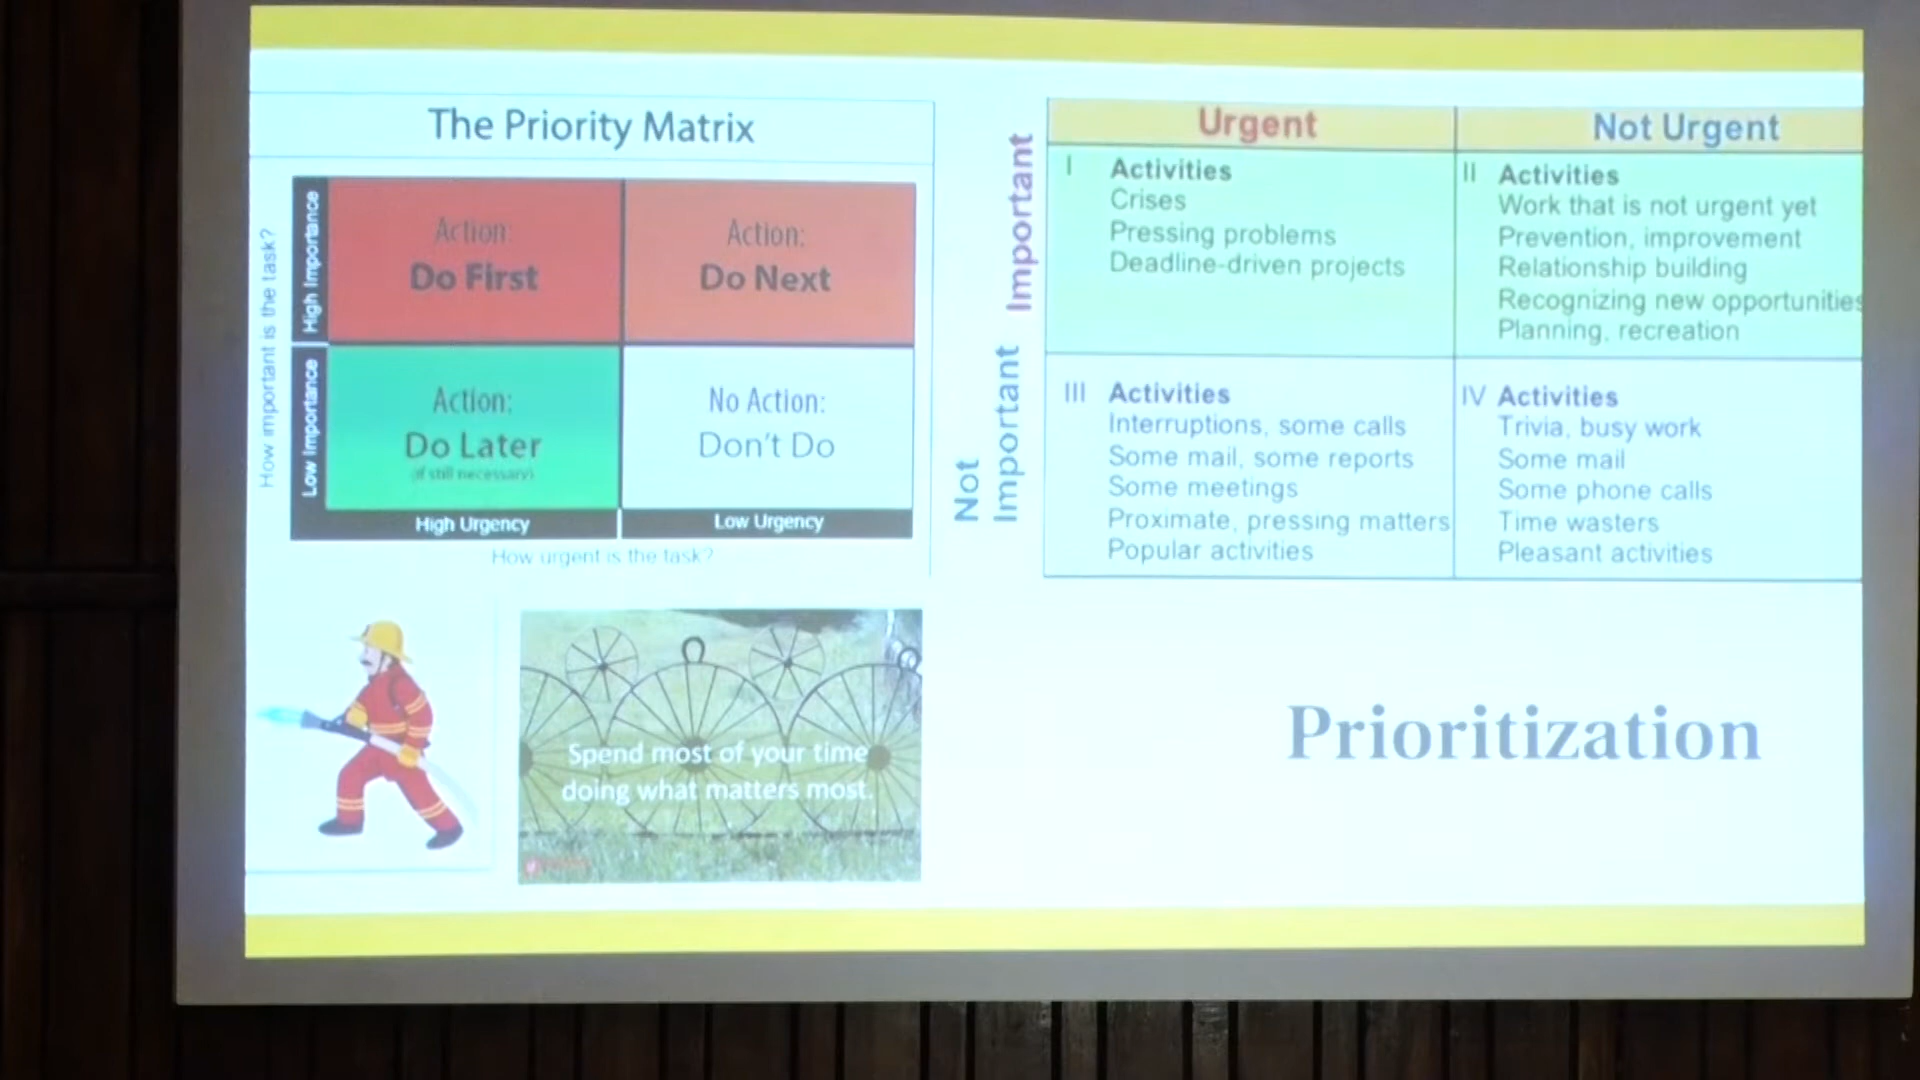 The Priority Matrix
How important is the task?
High Importance
Low Importance
Action:
Do First
Action:
Do Next
Action:
Do Later
(if still necessary)
No Action:
Don't Do
High Urgency
Low Urgency
How urgent is the task?
Important
Not
Important
Urgent
Not Urgent
I Activities
Crises
Pressing problems
Deadline-driven projects
II Activities
Work that is not urgent yet
Prevention, improvement
Relationship building
Recognizing new opportunities
Planning, recreation
III Activities
Interruptions, some calls
Some mail, some reports
Some meetings
Proximate, pressing matters
Popular activities
IV Activities
Trivia, busy work
Some mail
Some phone calls
Time wasters
Pleasant activities
Spend most of your time
doing what matters most.
Prioritization